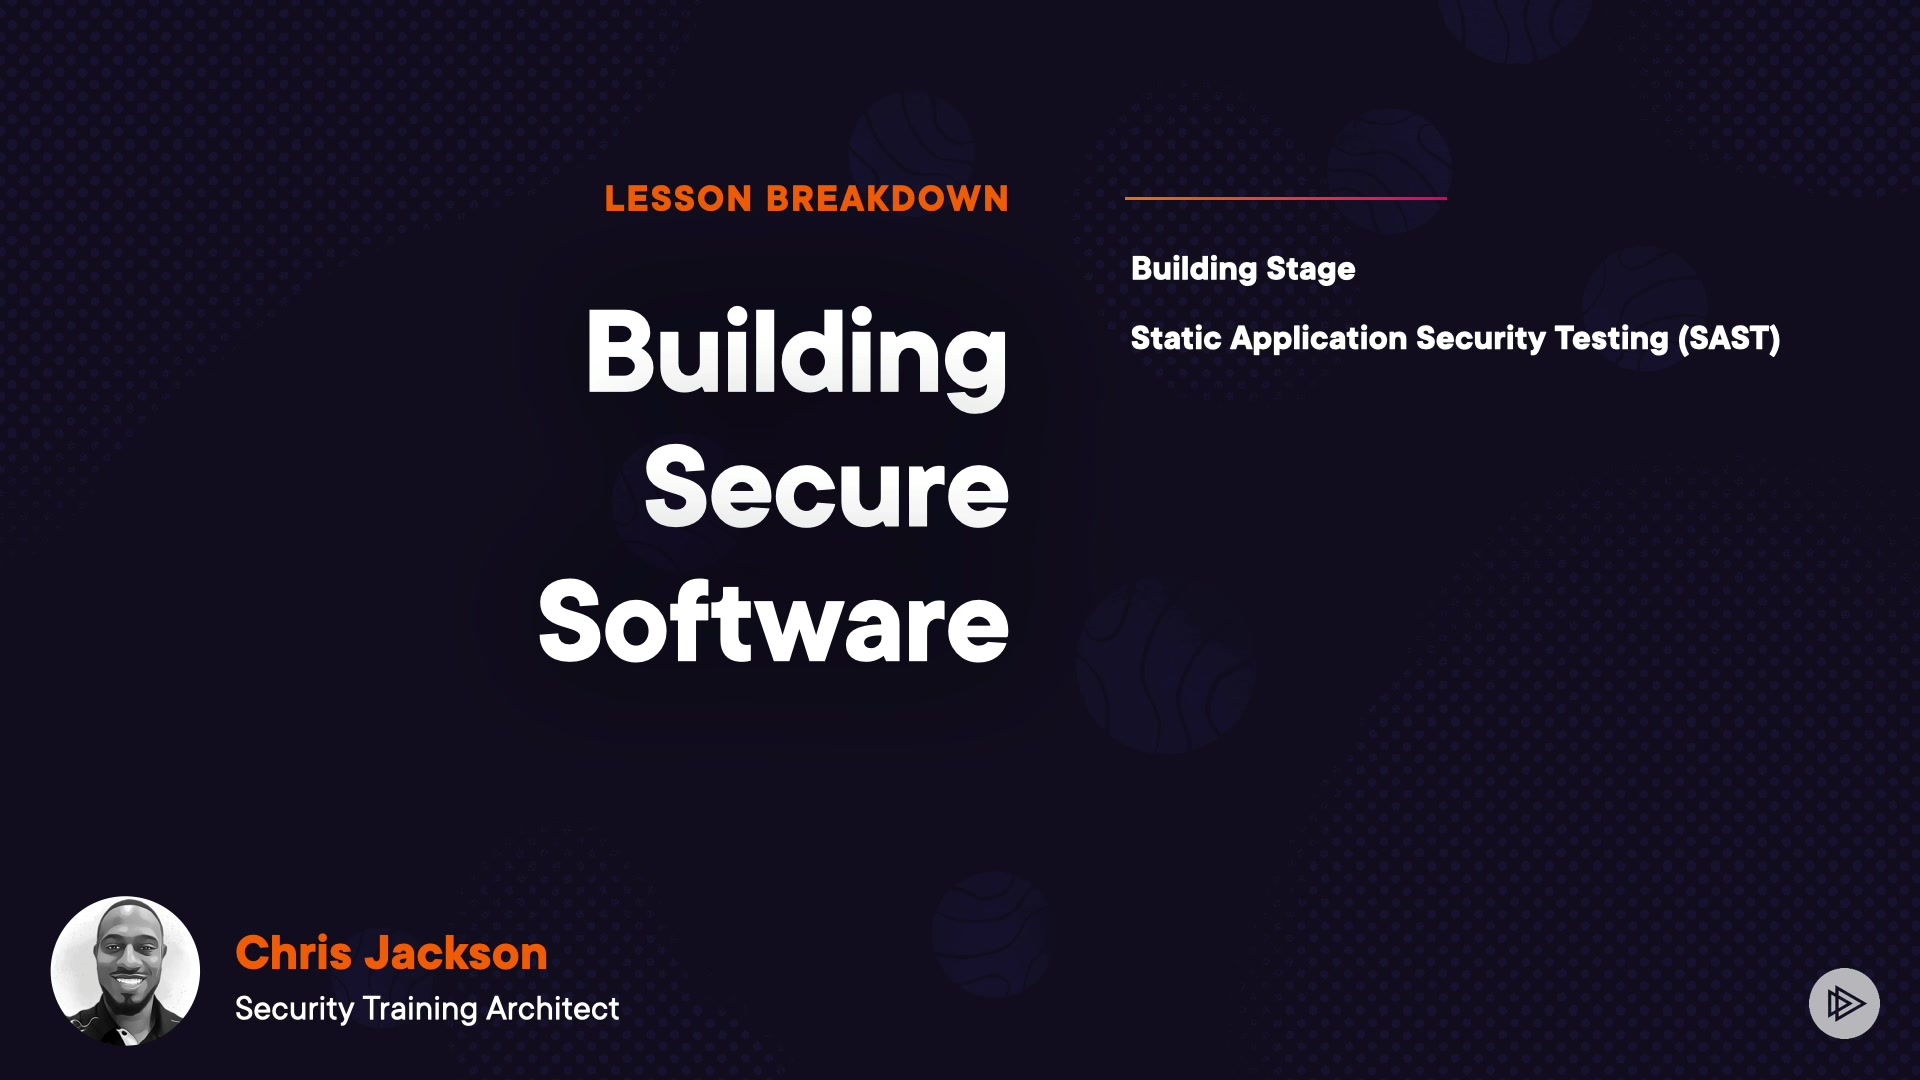 LESSON BREAKDOWN
Building
Secure
Software
Building Stage
Static Application Security Testing (SAST)
Chris Jackson
Security Training Architect